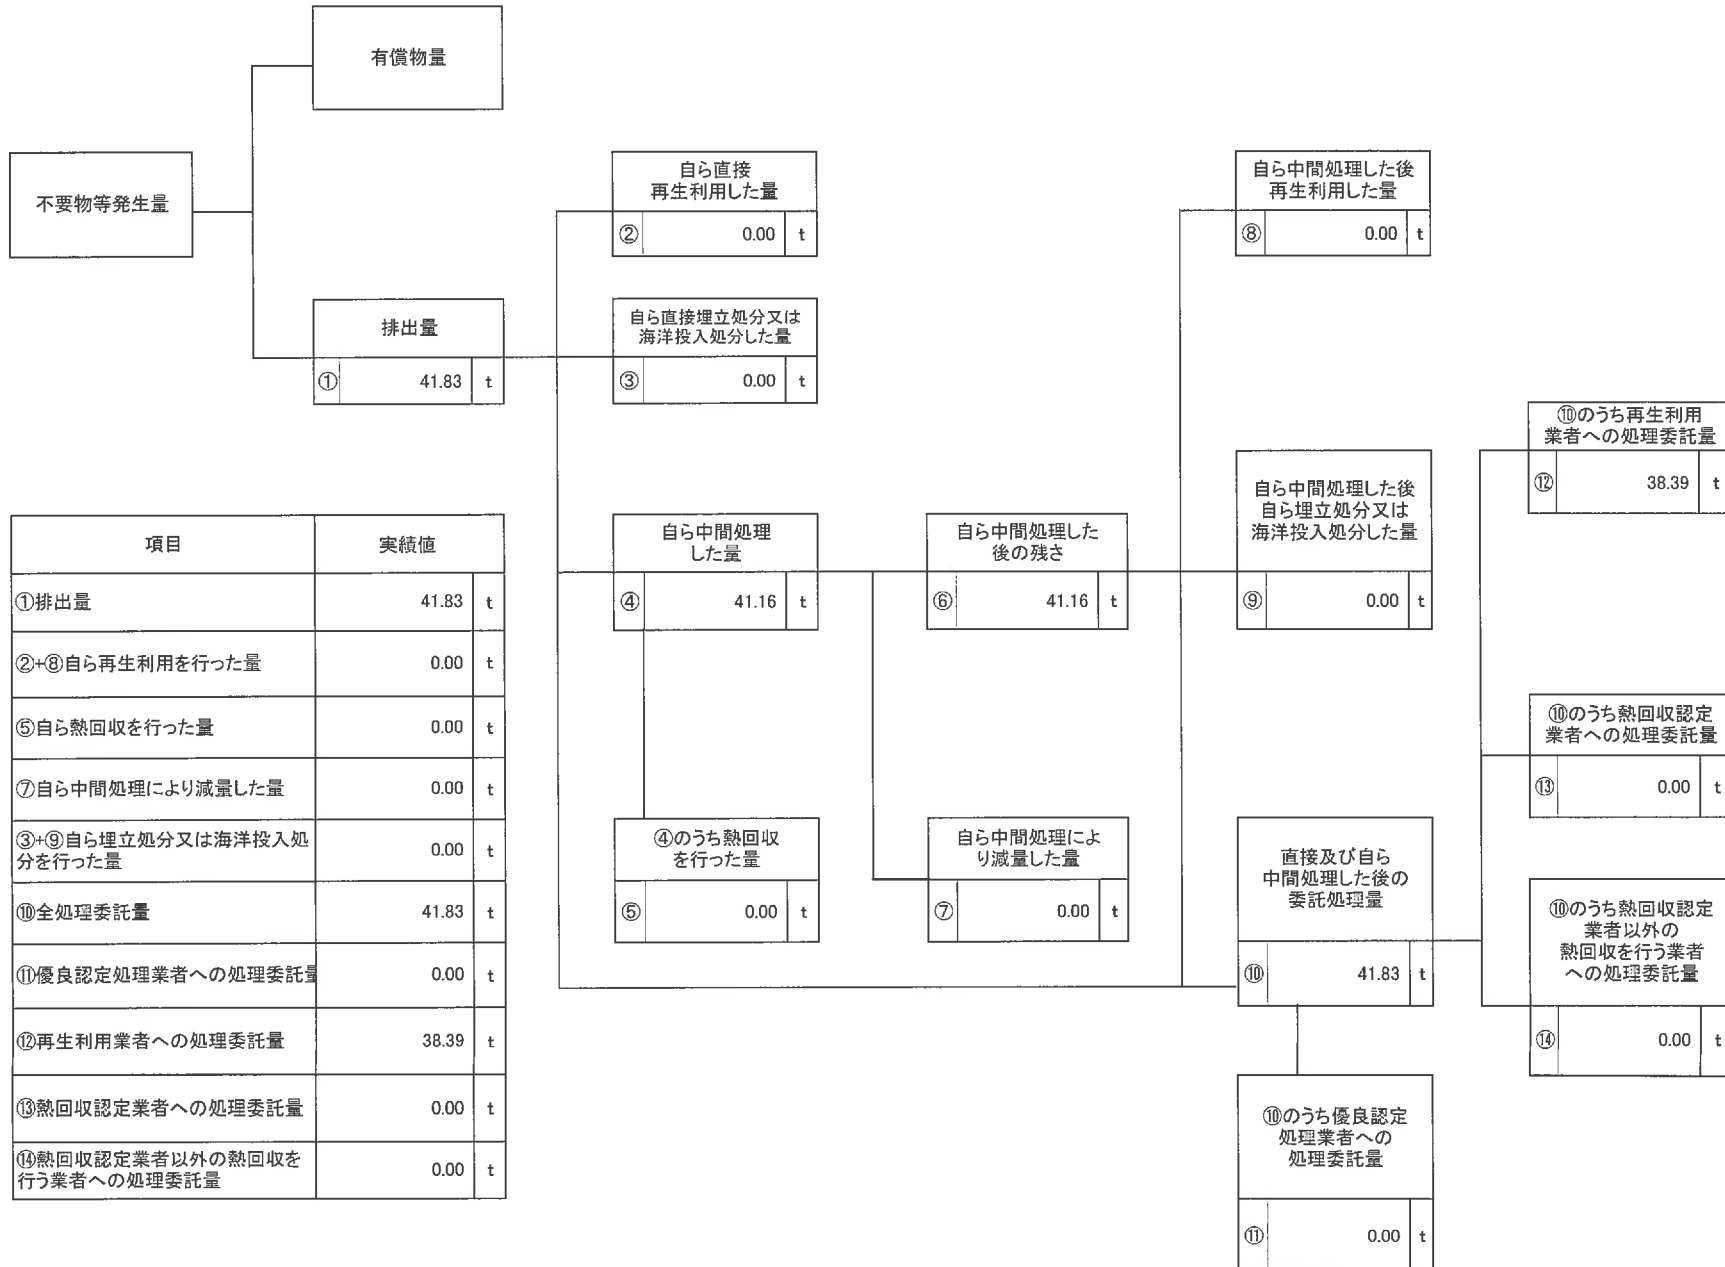 有償物量
不要物等発生量
排出量
① 41.83 t
自ら直接
再生利用した量
② 0.00 t
自ら直接埋立処分又は
海洋投入処分した量
③ 0.00 t
自ら中間処理
した量
④ 41.16 t
④のうち熱回収
を行った量
⑤ 0.00 t
自ら中間処理した
後の残さ
⑥ 41.16 t
自ら中間処理によ
り減量した量
⑦ 0.00 t
自ら中間処理した後
再生利用した量
⑧ 0.00 t
自ら中間処理した後
自ら埋立処分又は
海洋投入処分した量
⑨ 0.00 t
直接及び自ら
中間処理した後の
委託処理量
⑩ 41.83 t
⑩のうち優良認定
処理業者への
処理委託量
⑪ 0.00 t
⑩のうち再生利用
業者への処理委託量
⑫ 38.39 t
⑩のうち熱回収認定
業者への処理委託量
⑬ 0.00 t
⑩のうち熱回収認定
業者以外の
熱回収を行う業者
への処理委託量
⑭ 0.00 t
項目 実績値
①排出量 41.83 t
②+⑧自ら再生利用を行った量 0.00 t
⑤自ら熱回収を行った量 0.00 t
⑦自ら中間処理により減量した量 0.00 t
③+⑨自ら埋立処分又は海洋投入処
分を行った量 0.00 t
⑩全処理委託量 41.83 t
⑪優良認定処理業者への処理委託量 0.00 t
⑫再生利用業者への処理委託量 38.39 t
⑬熱回収認定業者への処理委託量 0.00 t
⑭熱回収認定業者以外の熱回収を
行う業者への処理委託量 0.00 t